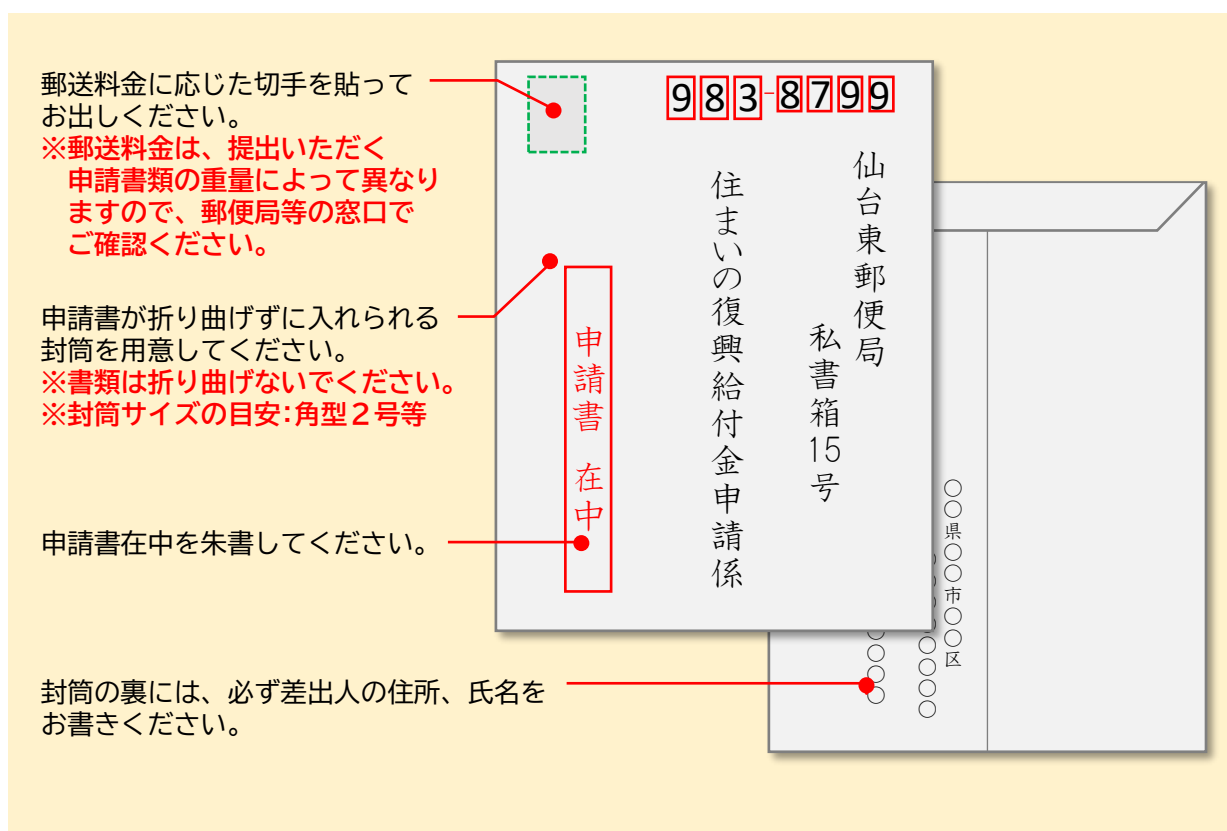 郵送料金に応じた切手を貼って
お出しください。
※郵送料金は、提出いただく
申請書類の重量によって異なり
ますので、郵便局等の窓口で
ご確認ください。
申請書が折り曲げずに入れられる
封筒を用意してください。
※書類は折り曲げないでください。
※封筒サイズの目安:角型2号等
申請書在中を朱書してください。
封筒の裏には、必ず差出人の住所、氏名を
お書きください。
983-8799
仙台東郵便局
私書箱15号
住まいの復興給付金申請係
申請書 在中
○○県○○市○○区